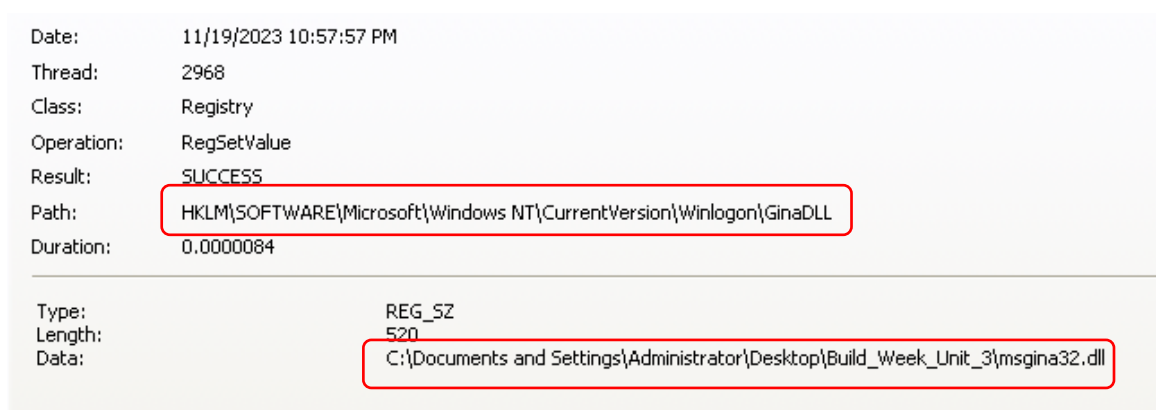 Date: 11/19/2023 10:57:57 PM
Thread: 2968
Class: Registry
Operation: RegSetValue
Result: SUCCESS
Path: HKLM\SOFTWARE\Microsoft\Windows NT\CurrentVersion\Winlogon\GinaDLL
Duration: 0.0000084
Type: REG_SZ
Length: 520
Data: C:\Documents and Settings\Administrator\Desktop\Build_Week_Unit_3\msgina32.dll